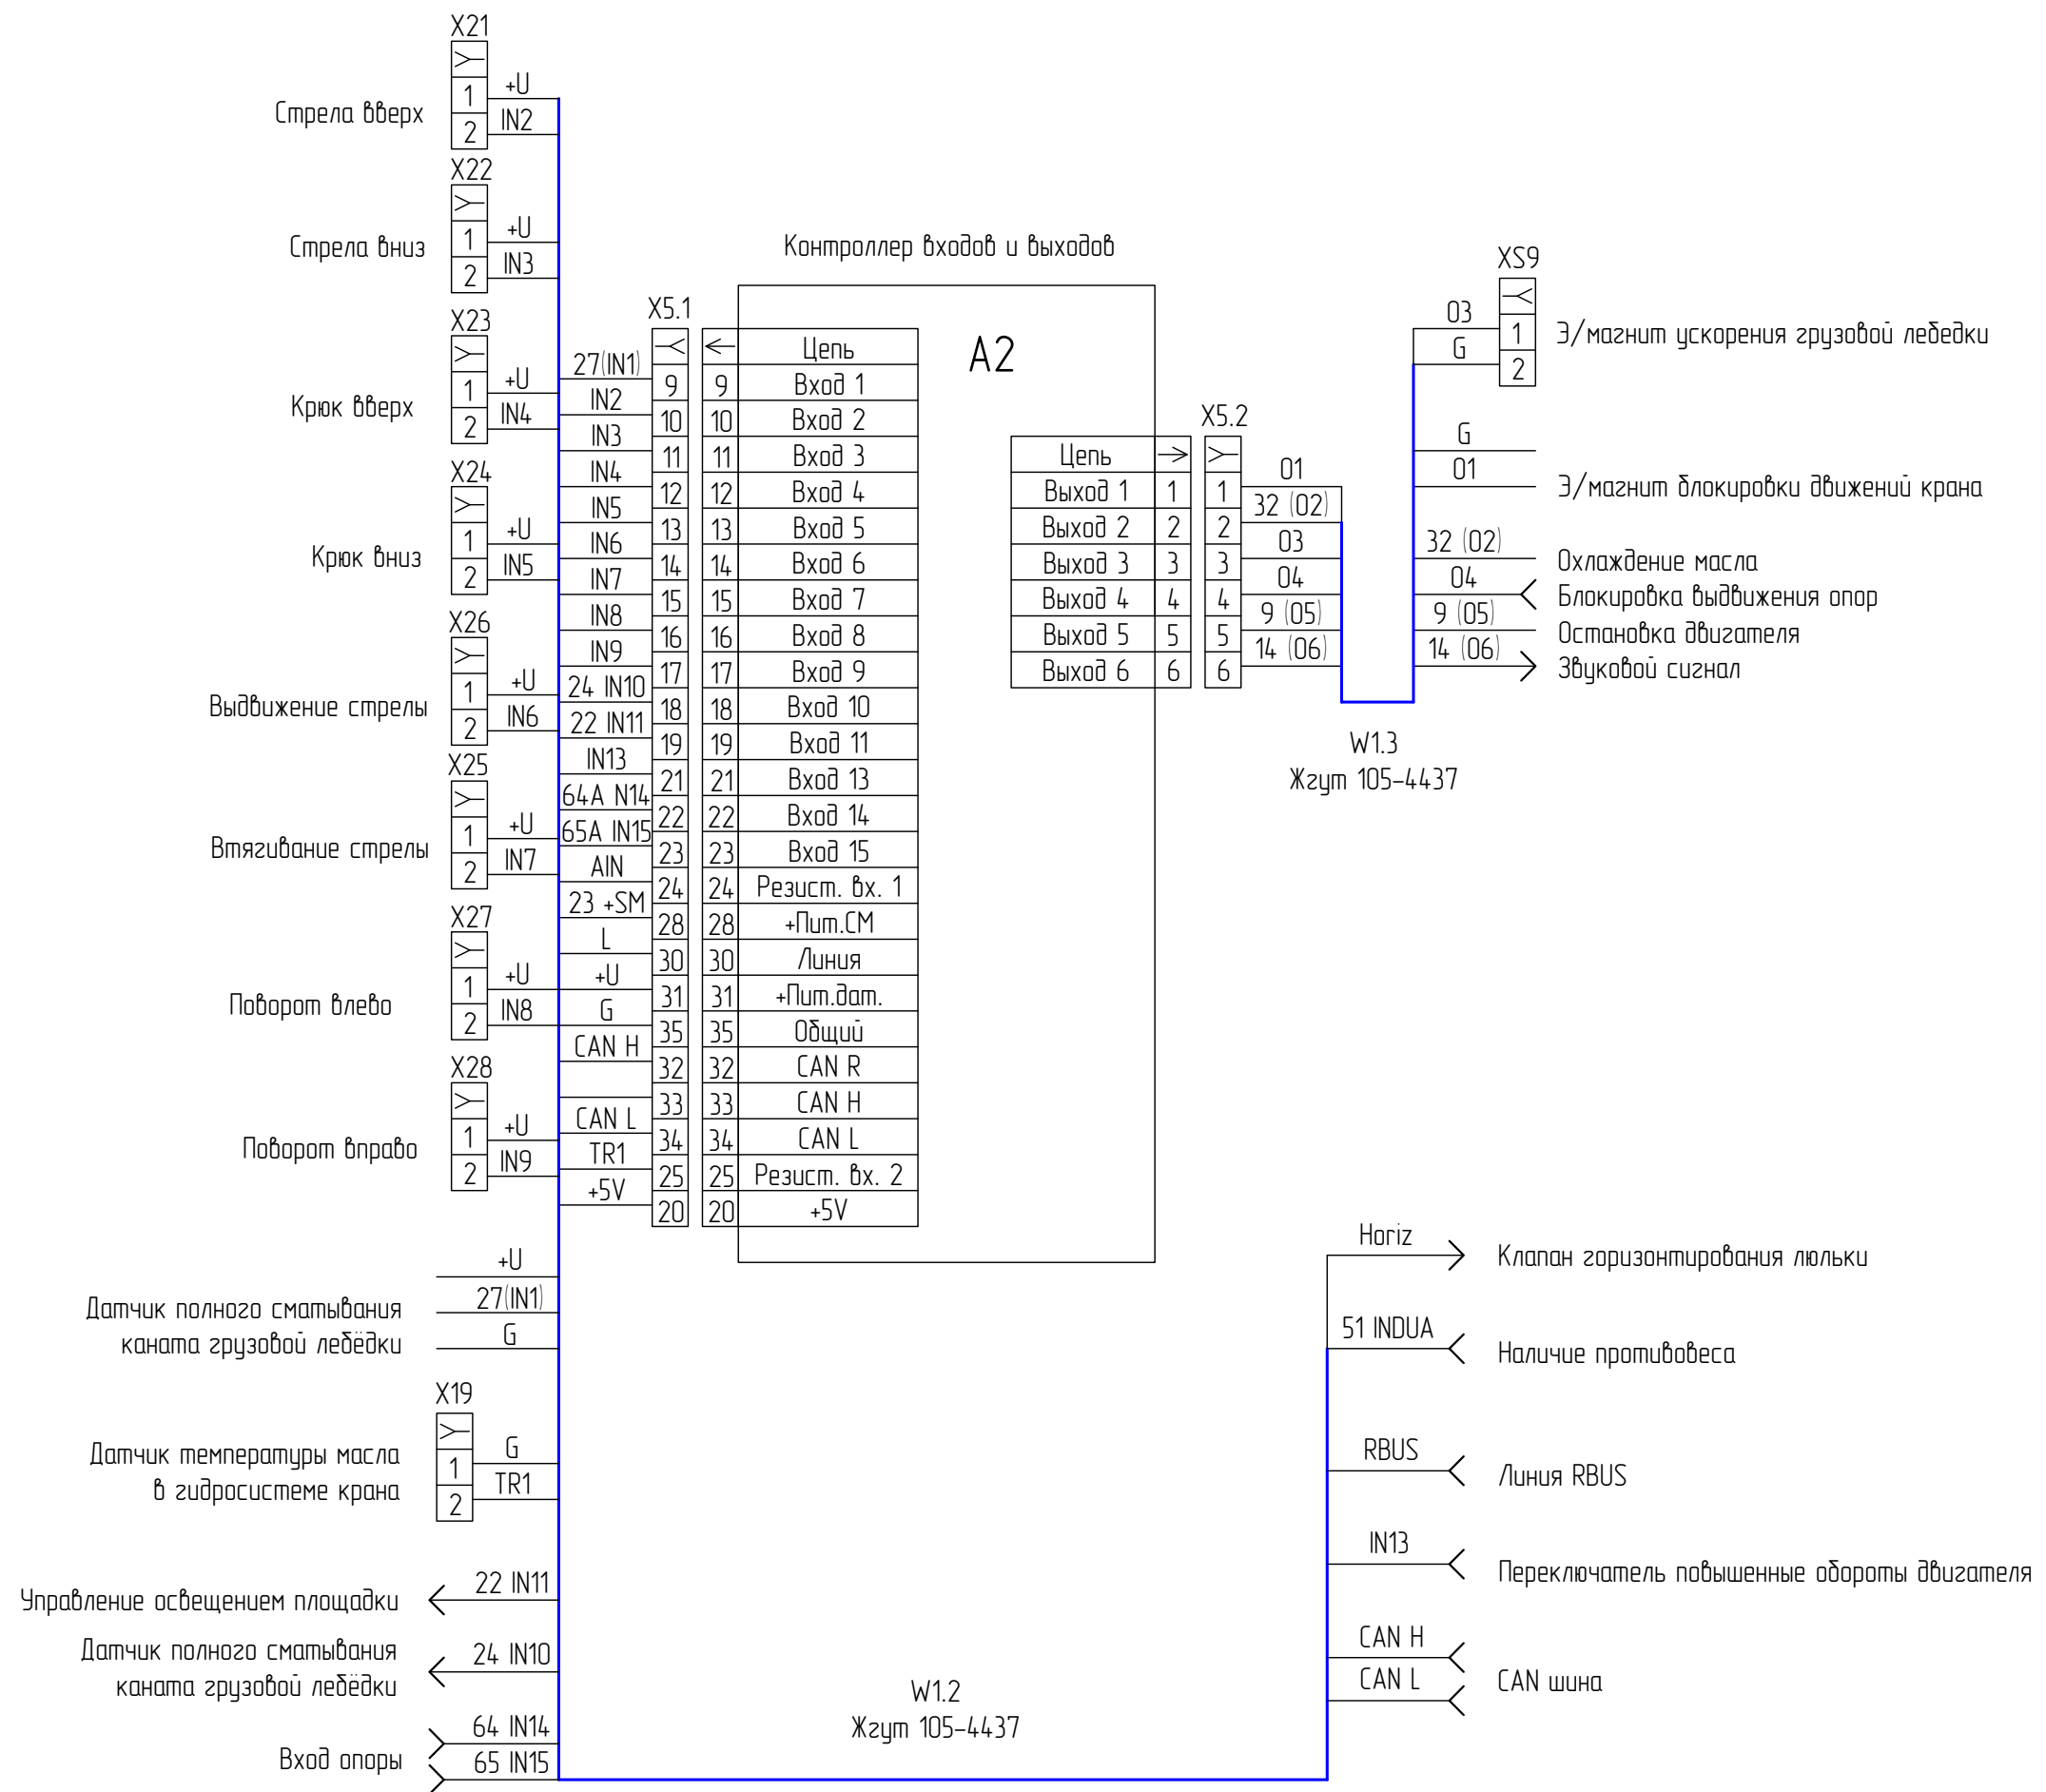 X21
Стрела вверх
1 +U
2 IN2
X22
Стрела вниз
1 +U
2 IN3
X23
Крюк вверх
1 +U
2 IN4
X24
Крюк вниз
1 +U
2 IN5
X26
Выдвижение стрелы
1 +U
2 IN6
X25
Втягивание стрелы
1 +U
2 IN7
X27
Поворот влево
1 +U
2 IN8
X28
Поворот вправо
1 +U
2 IN9
+U
27(IN1)
G
Датчик полного сматывания
каната грузовой лебёдки
X19
Датчик температуры масла
в гидросистеме крана
1 G
2 TR1
Управление освещением площадки
22 IN11
Датчик полного сматывания
каната грузовой лебёдки
24 IN10
Вход опоры
64 IN14
65 IN15
Контроллер входов и выходов
A2
X5.1
Цепь
27(IN1) 9 9 Вход 1
IN2 10 10 Вход 2
IN3 11 11 Вход 3
IN4 12 12 Вход 4
IN5 13 13 Вход 5
IN6 14 14 Вход 6
IN7 15 15 Вход 7
IN8 16 16 Вход 8
IN9 17 17 Вход 9
24 IN10 18 18 Вход 10
22 IN11 19 19 Вход 11
IN13 21 21 Вход 13
64A N14 22 22 Вход 14
65A IN15 23 23 Вход 15
AIN 24 24 Резист. вх. 1
23 +SM 28 28 +Пит.СМ
L 30 30 Линия
+U 31 31 +Пит.дат.
G 35 35 Общий
CAN H 32 32 CAN R
33 33 CAN H
CAN L 34 34 CAN L
TR1 25 25 Резист. вх. 2
+5V 20 20 +5V
X5.2
Цепь
Выход 1 1 1 O1
Выход 2 2 2 32 (O2)
Выход 3 3 3 O3
Выход 4 4 4 O4
Выход 5 5 5 9 (O5)
Выход 6 6 6 14 (O6)
W1.3
Жгут 105-4437
XS9
O3 1
G 2
Э/магнит ускорения грузовой лебедки
G
O1
Э/магнит блокировки движений крана
32 (O2) Охлаждение масла
O4 Блокировка выдвижения опор
9 (O5) Остановка двигателя
14 (O6) Звуковой сигнал
W1.2
Жгут 105-4437
Horiz Клапан горизонтирования люльки
51 INDUA Наличие противовеса
RBUS Линия RBUS
IN13 Переключатель повышенные обороты двигателя
CAN H
CAN L
CAN шина